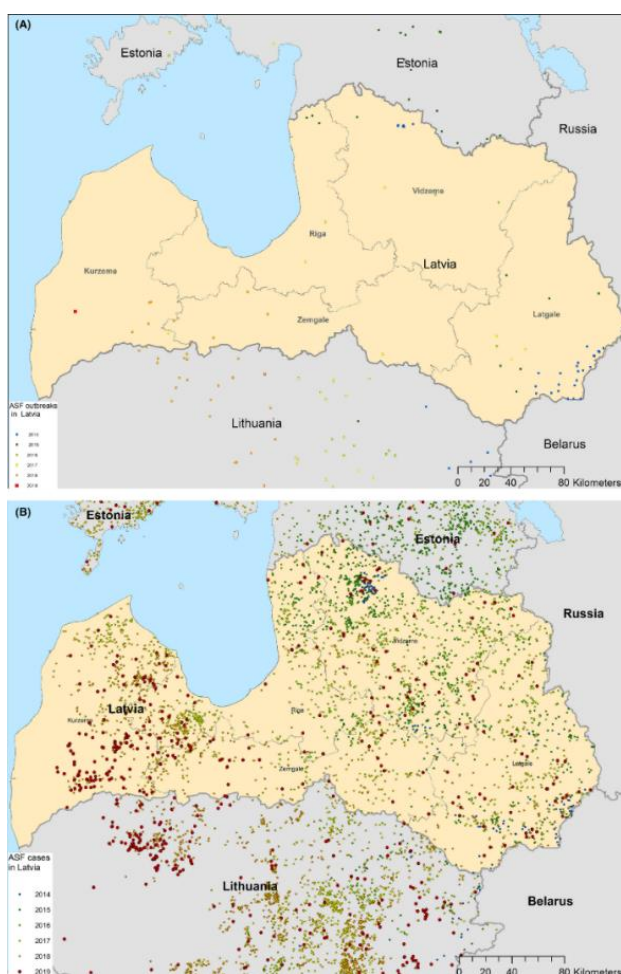 (A)
Estonia
Estonia
Russia
Vidzeme
Riga
Latvia
Kurzeme
Zemgale
Latgale
Lithuania
Belarus
ASF outbreaks
in Latvia
2015
2016
2017
2018
2019
0 20 40 80 Kilometers
(B)
Estonia
Estonia
Russia
Vidzeme
Latvia
Kurzeme
Riga
Zemgale
Latgale
Lithuania
Belarus
ASF cases
in Latvia
2014
2015
2016
2017
2018
2019
0 20 40 80 Kilometers